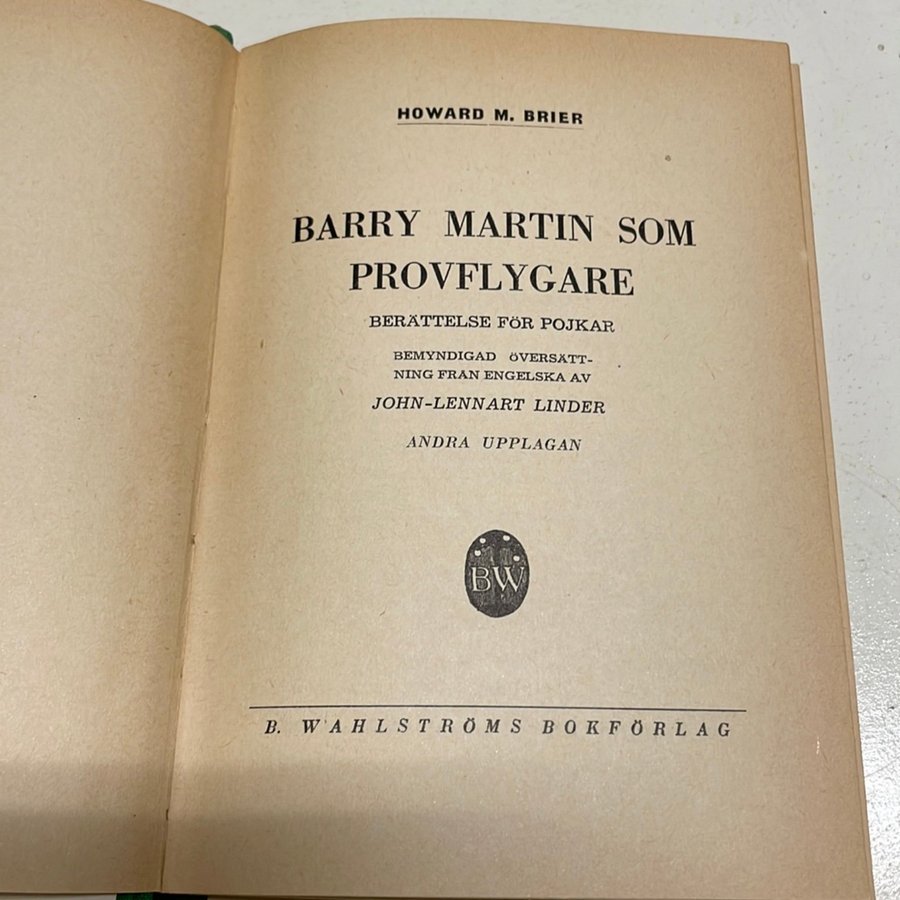 HOWARD M. BRIER
BARRY MARTIN SOM
PROVFLYGARE
BERÄTTELSE FÖR POJKAR
BEMYNDIGAD ÖVERSÄTT-
NING FRÅN ENGELSKA AV
JOHN-LENNART LINDER
ANDRA UPPLAGAN
BW
B. WAHLSTRÖMS BOKFÖRLAG